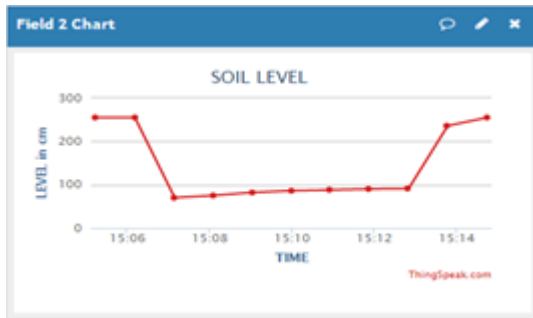 Field 2 Chart
SOIL LEVEL
LEVEL in cm
300
200
100
0
15:06 15:08 15:10 15:12 15:14
TIME
ThingSpeak.com